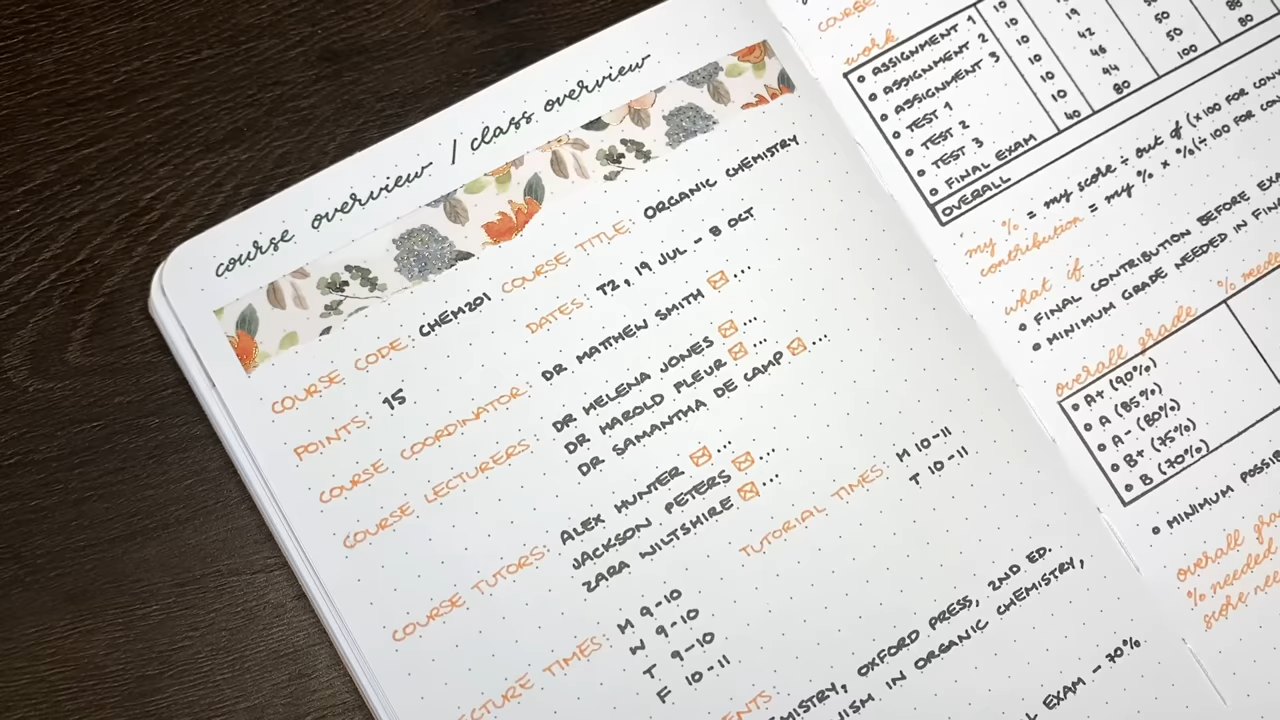 course overview / class overview
COURSE CODE: CHEM201 COURSE TITLE: ORGANIC CHEMISTRY
POINTS: 15 DATES: T2, 19 JUL - 8 OCT
COURSE COORDINATOR: DR MATTHEW SMITH ...
COURSE LECTURERS: DR HELENA JONES ...
DR HAROLD FLEUR ...
DR SAMANTHA DE CAMP ...
COURSE TUTORS: ALEX HUNTER ...
JACKSON PETERS ...
ZARA WILTSHIRE ...
LECTURE TIMES: M 9-10 TUTORIAL TIMES: M 10-11
W 9-10 T 10-11
T 9-10
F 10-11
OXFORD PRESS, 2ND ED.
IN ORGANIC CHEMISTRY,
EXAM - 70%
COURSE
work
ASSIGNMENT 1 10
ASSIGNMENT 2 10 19 50 88
ASSIGNMENT 3 10 42 50 80
TEST 1 10 46 50
TEST 2 10 44 100
TEST 3 10 80
FINAL EXAM 40
OVERALL
my % = my score ÷ out of (x100 FOR
contribution = my % x % (÷100 FOR
what if...
FINAL CONTRIBUTION BEFORE
MINIMUM GRADE NEEDED IN
overall grade % needed
A+ (90%)
A (85%)
A- (80%)
B+ (75%)
B (70%)
MINIMUM
overall
% needed
score